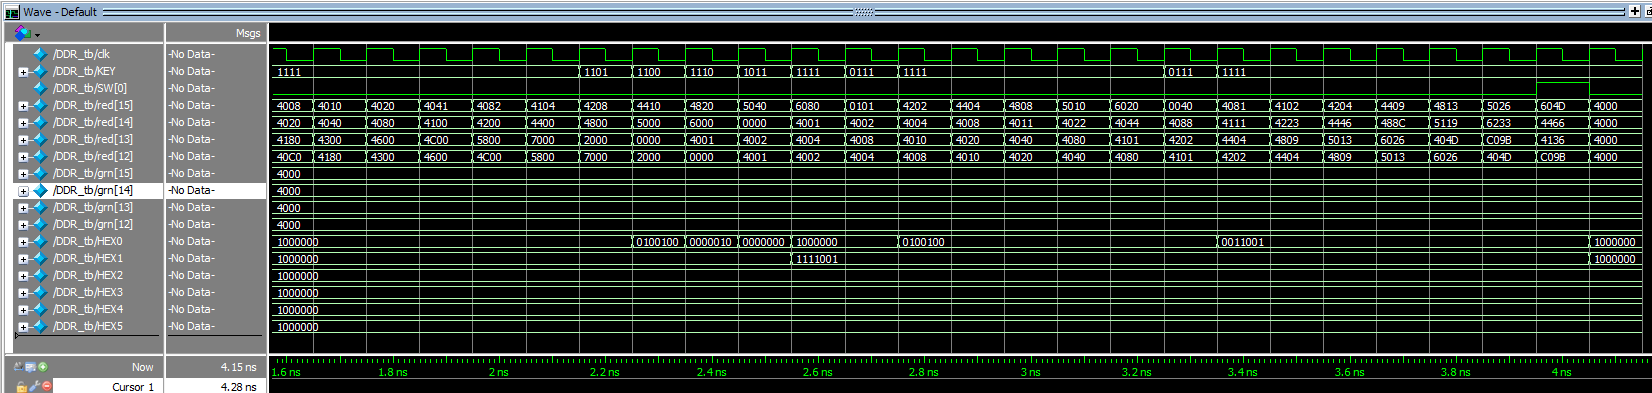 Wave - Default
Msgs
/DDR_tb/clk -No Data-
/DDR_tb/KEY -No Data- 1111 1101 1100 1110 1011 1111 0111 1111 0111 1111
/DDR_tb/SW[0] -No Data-
/DDR_tb/red[15] -No Data- 4008 4010 4020 4041 4082 4104 4208 4410 4820 5040 6080 0101 4202 4404 4808 5010 6020 0040 4081 4102 4204 4409 4813 5026 604D 4000
/DDR_tb/red[14] -No Data- 4020 4040 4080 4100 4200 4400 4800 5000 6000 0000 4001 4002 4004 4008 4011 4022 4044 4088 4111 4223 4446 488C 5119 6233 4466 4000
/DDR_tb/red[13] -No Data- 4180 4300 4600 4C00 5800 7000 2000 0000 4001 4002 4004 4008 4010 4020 4040 4080 4101 4202 4404 4809 5013 6026 404D C09B 4136 4000
/DDR_tb/red[12] -No Data- 40C0 4180 4300 4600 4C00 5800 7000 2000 0000 4001 4002 4004 4008 4010 4020 4040 4080 4101 4202 4404 4809 5013 6026 404D C09B 4000
/DDR_tb/grn[15] -No Data- 4000
/DDR_tb/grn[14] -No Data- 4000
/DDR_tb/grn[13] -No Data- 4000
/DDR_tb/grn[12] -No Data- 4000
/DDR_tb/HEX0 -No Data- 1000000 0100100 0000010 0000000 1000000 0100100 0011001 1000000
/DDR_tb/HEX1 -No Data- 1000000 1111001 1000000
/DDR_tb/HEX2 -No Data- 1000000
/DDR_tb/HEX3 -No Data- 1000000
/DDR_tb/HEX4 -No Data- 1000000
/DDR_tb/HEX5 -No Data- 1000000
Now 4.15 ns 1.6 ns 1.8 ns 2 ns 2.2 ns 2.4 ns 2.6 ns 2.8 ns 3 ns 3.2 ns 3.4 ns 3.6 ns 3.8 ns 4 ns
Cursor 1 4.28 ns